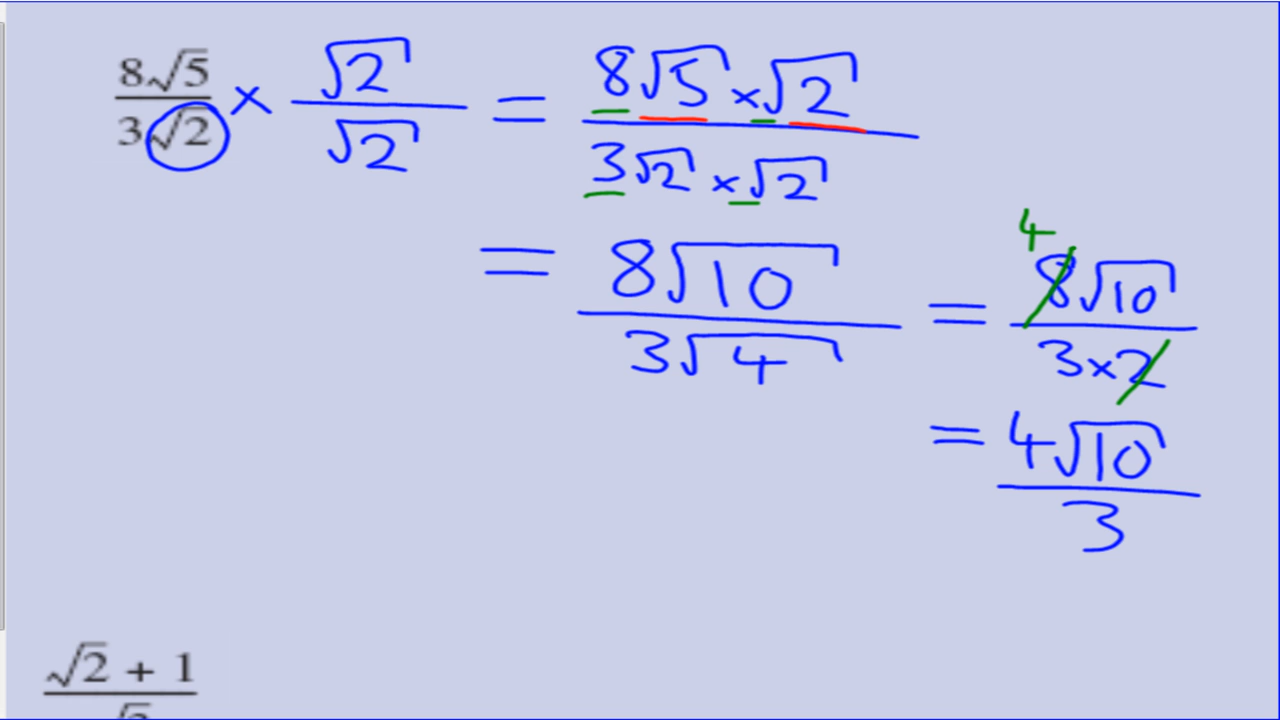 8√5/3√2 × √2/√2 = 8√5 × √2/3√2 × √2
= 8√10/3√4 = 4 8√10/3×2
= 4√10/3
√2 + 1